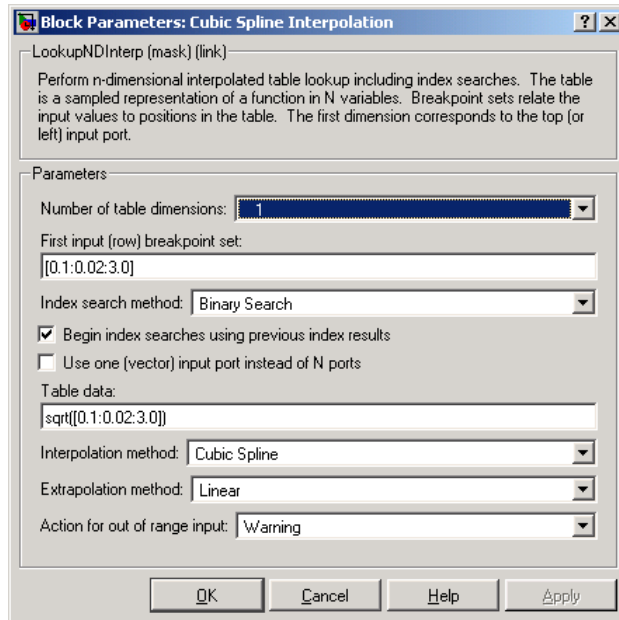 Block Parameters: Cubic Spline Interpolation
LookupNDInterp (mask) (link)
Perform n-dimensional interpolated table lookup including index searches. The table
is a sampled representation of a function in N variables. Breakpoint sets relate the
input values to positions in the table. The first dimension corresponds to the top (or
left) input port.
Parameters
Number of table dimensions: 1
First input (row) breakpoint set:
[0.1:0.02:3.0]
Index search method: Binary Search
Begin index searches using previous index results
Use one (vector) input port instead of N ports
Table data:
sqrt([0.1:0.02:3.0])
Interpolation method: Cubic Spline
Extrapolation method: Linear
Action for out of range input: Warning
OK Cancel Help Apply